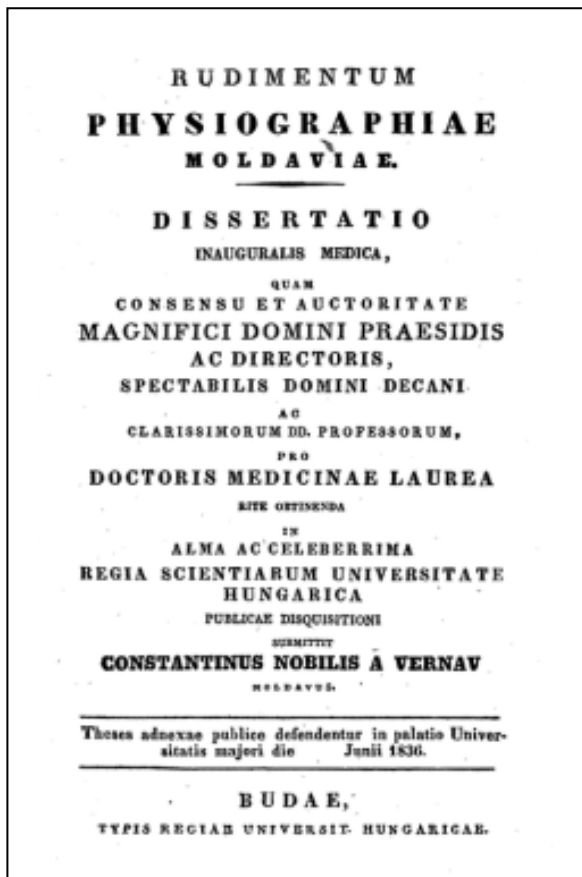 RUDIMENTUM
PHYSIOGRAPHIAE
MOLDAVIAE.
DISSERTATIO
INAUGURALIS MEDICA,
QUAM
CONSENSU ET AUCTORITATE
MAGNIFICI DOMINI PRAESIDIS
AC DIRECTORIS,
SPECTABILIS DOMINI DECANI
AC
CLARISSIMORUM DD. PROFESSORUM,
PRO
DOCTORIS MEDICINAE LAUREA
RITE OBTINENDA
IN
ALMA AC CELEBERRIMA
REGIA SCIENTIARUM UNIVERSITATE
HUNGARICA
PUBLICAE DISQUISITIONI
SUBMITTIT
CONSTANTINUS NOBILIS A VERNAV
MOLDAVUS.
Theses adnexae publice defendentur in palatio Univer-
sitatis majori die Junii 1836.
BUDAE,
TYPIS REGIAE UNIVERSIT. HUNGARICAE.